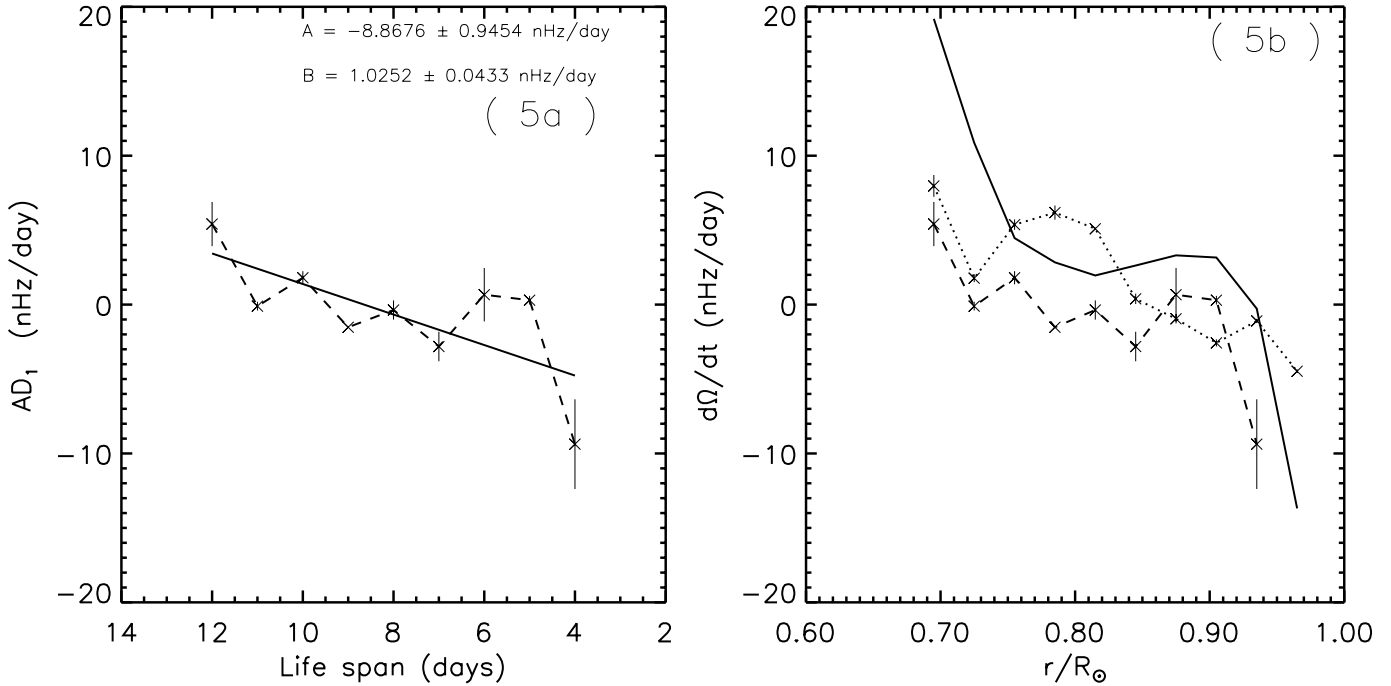 A = −8.8676 ± 0.9454 nHz/day
B = 1.0252 ± 0.0433 nHz/day
( 5a )
AD₁ (nHz/day)
20
10
0
−10
−20
14 12 10 8 6 4 2
Life span (days)
( 5b )
dΩ/dt (nHz/day)
20
10
0
−10
−20
0.60 0.70 0.80 0.90 1.00
r/R⊙